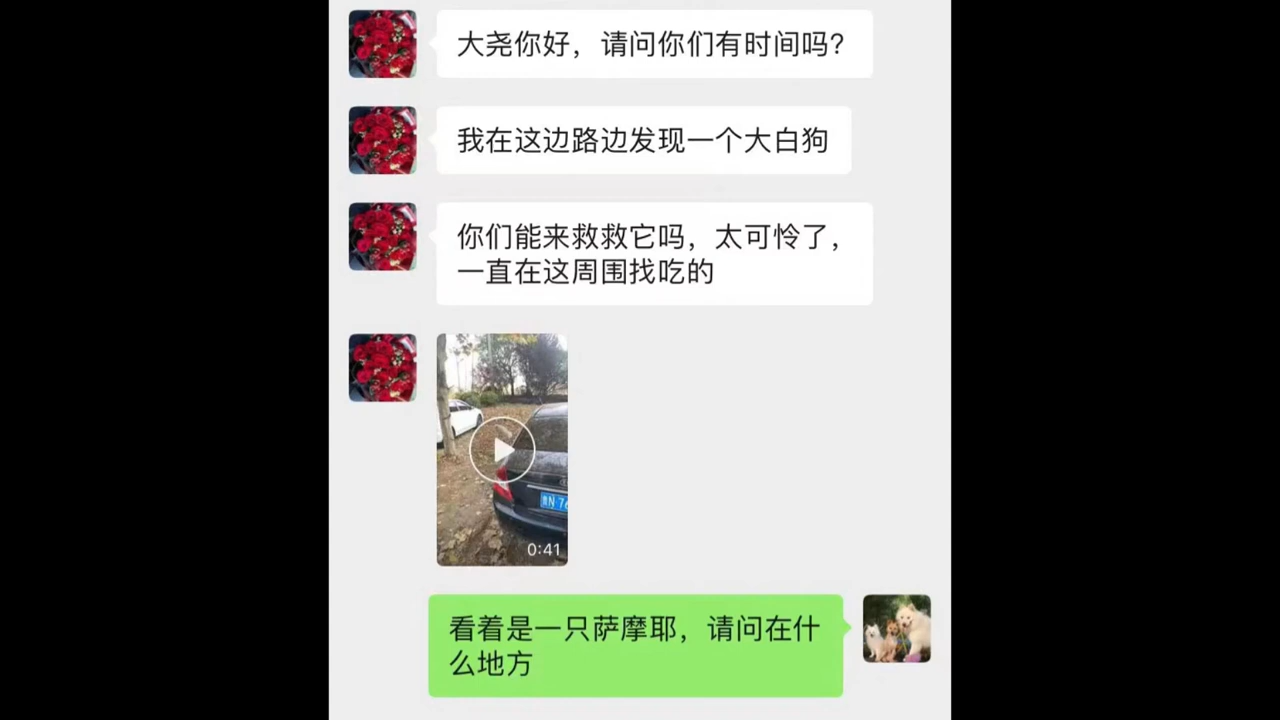 大尧你好，请问你们有时间吗？
我在这边路边发现一个大白狗
你们能来救救它吗，太可怜了，
一直在这周围找吃的
0:41
看着是一只萨摩耶，请问在什
么地方